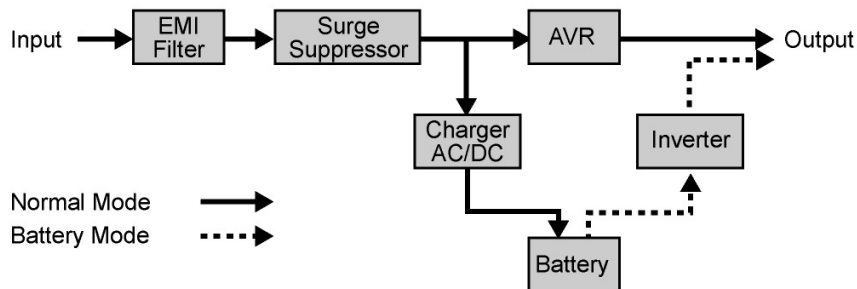 Input
EMI
Filter
Surge
Suppressor
AVR
Output
Charger
AC/DC
Inverter
Normal Mode
Battery Mode
Battery